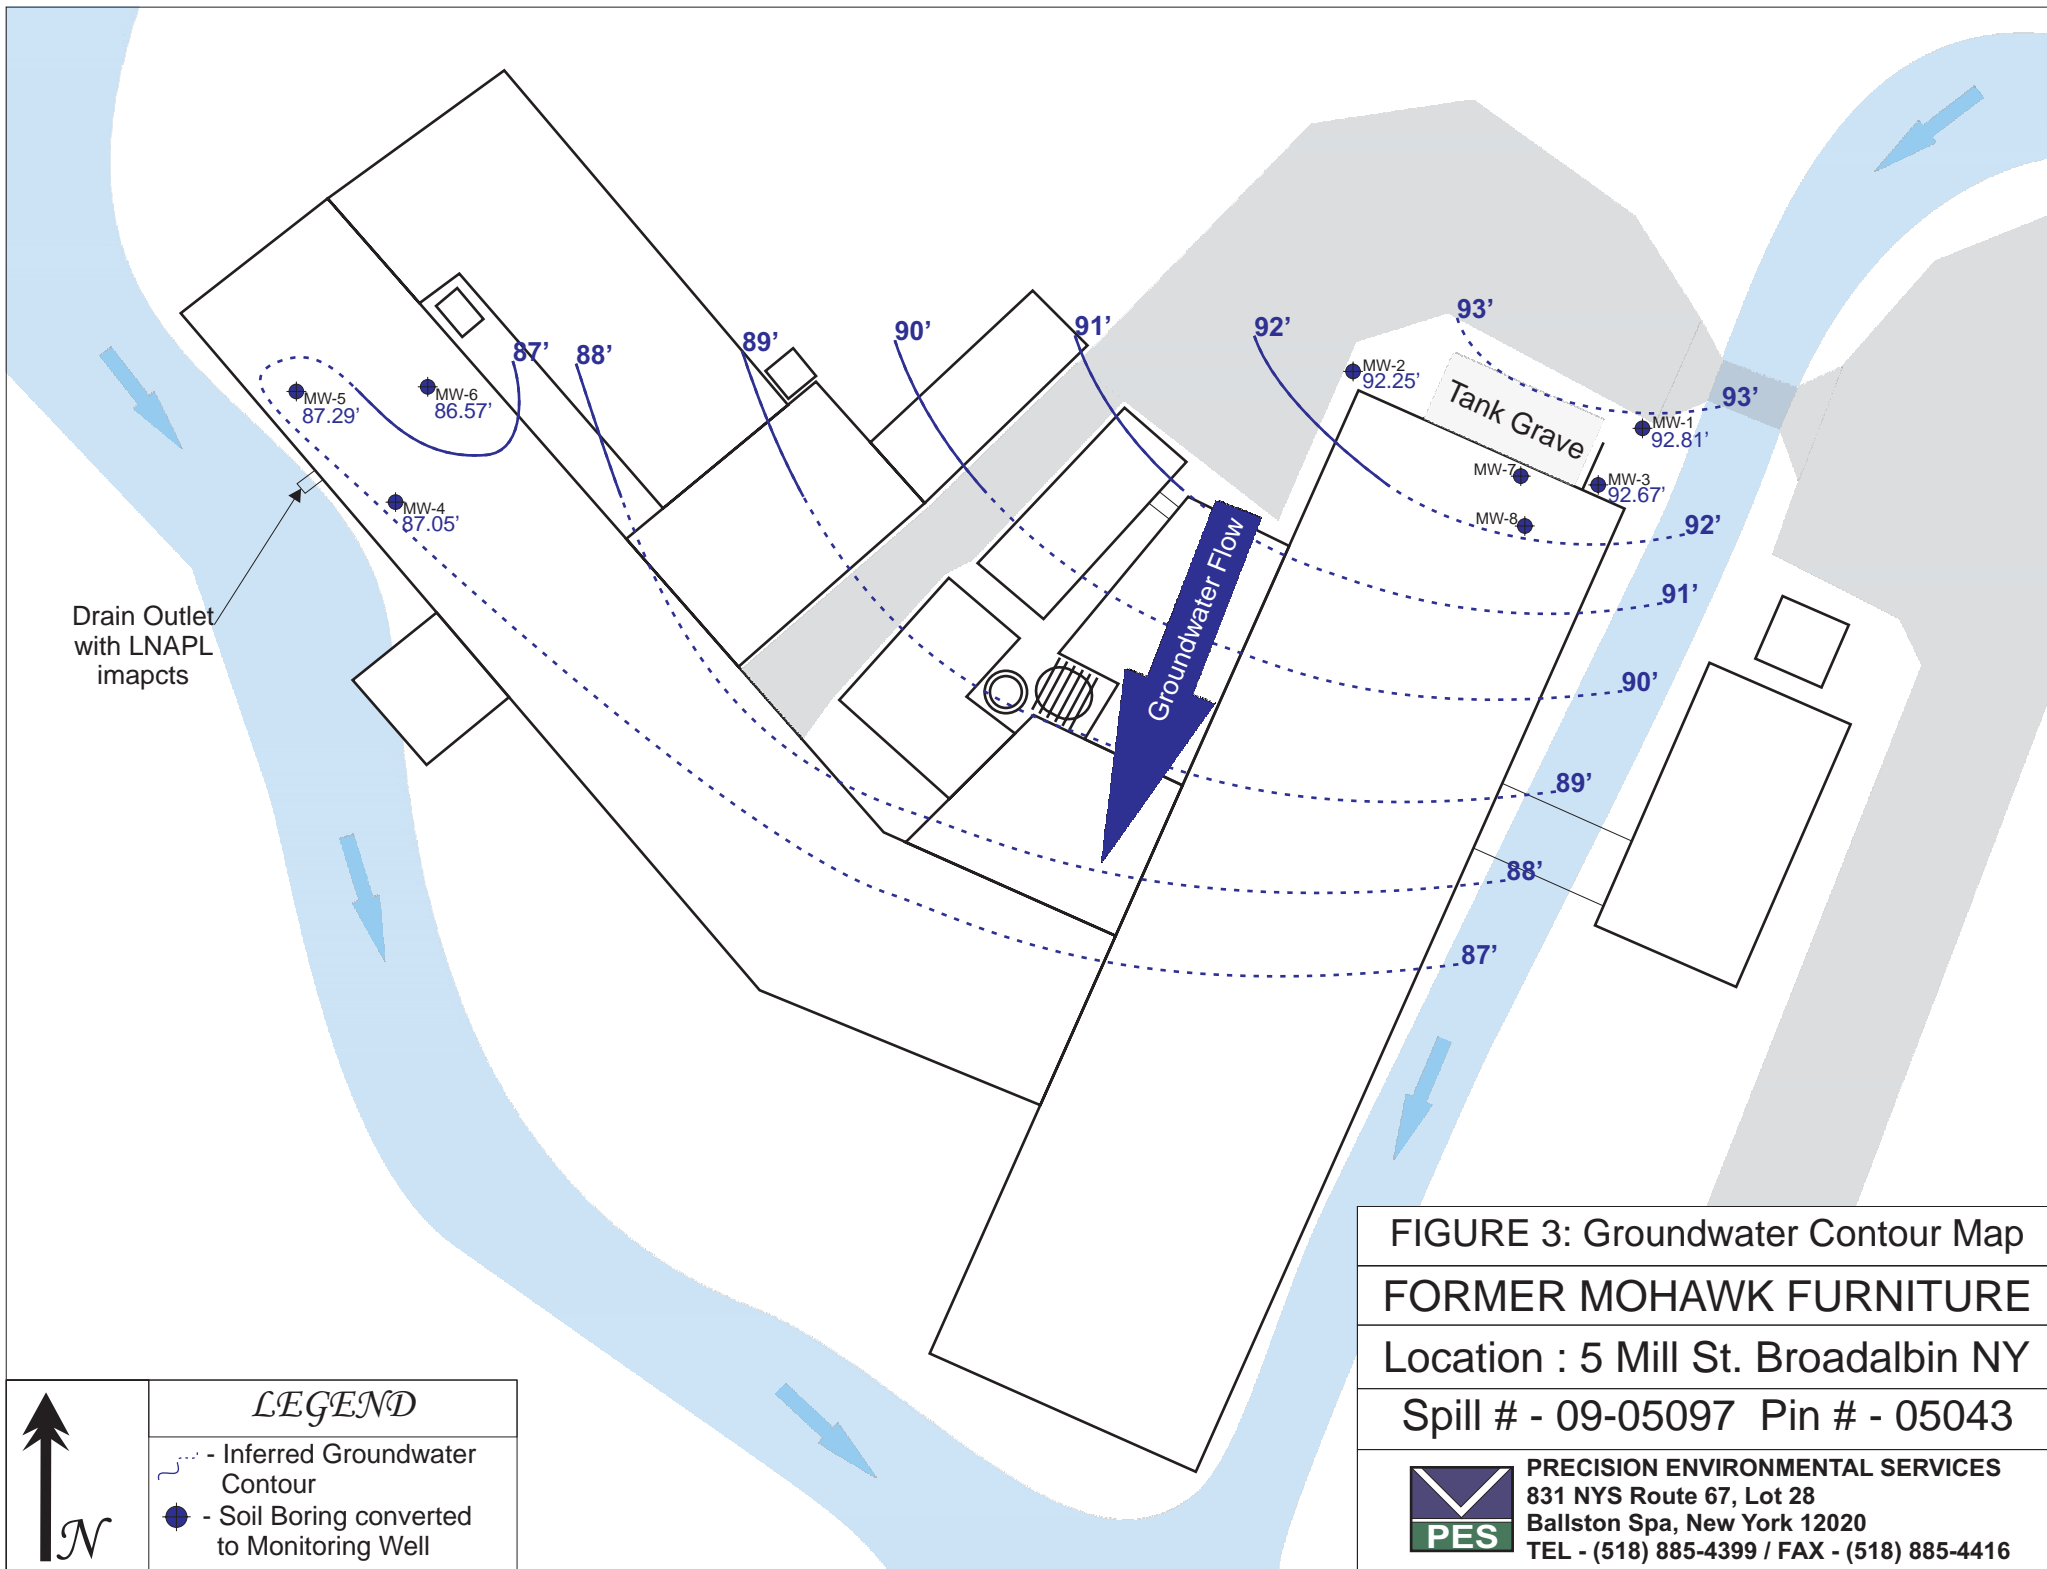 93’
92’
91’
90’
89’
88’
87’
MW-2
92.25’
Tank Grave
93’
MW-1
92.81’
MW-5
87.29’
MW-6
86.57’
MW-7
MW-3
92.67’
MW-4
87.05’
MW-8
92’
Groundwater Flow
91’
Drain Outlet
with LNAPL
imapcts
90’
89’
88’
87’
FIGURE 3: Groundwater Contour Map
FORMER MOHAWK FURNITURE
Location : 5 Mill St. Broadalbin NY
Spill # - 09-05097 Pin # - 05043
PES
PRECISION ENVIRONMENTAL SERVICES
831 NYS Route 67, Lot 28
Ballston Spa, New York 12020
TEL - (518) 885-4399 / FAX - (518) 885-4416
N
LEGEND
- Inferred Groundwater
Contour
- Soil Boring converted
to Monitoring Well